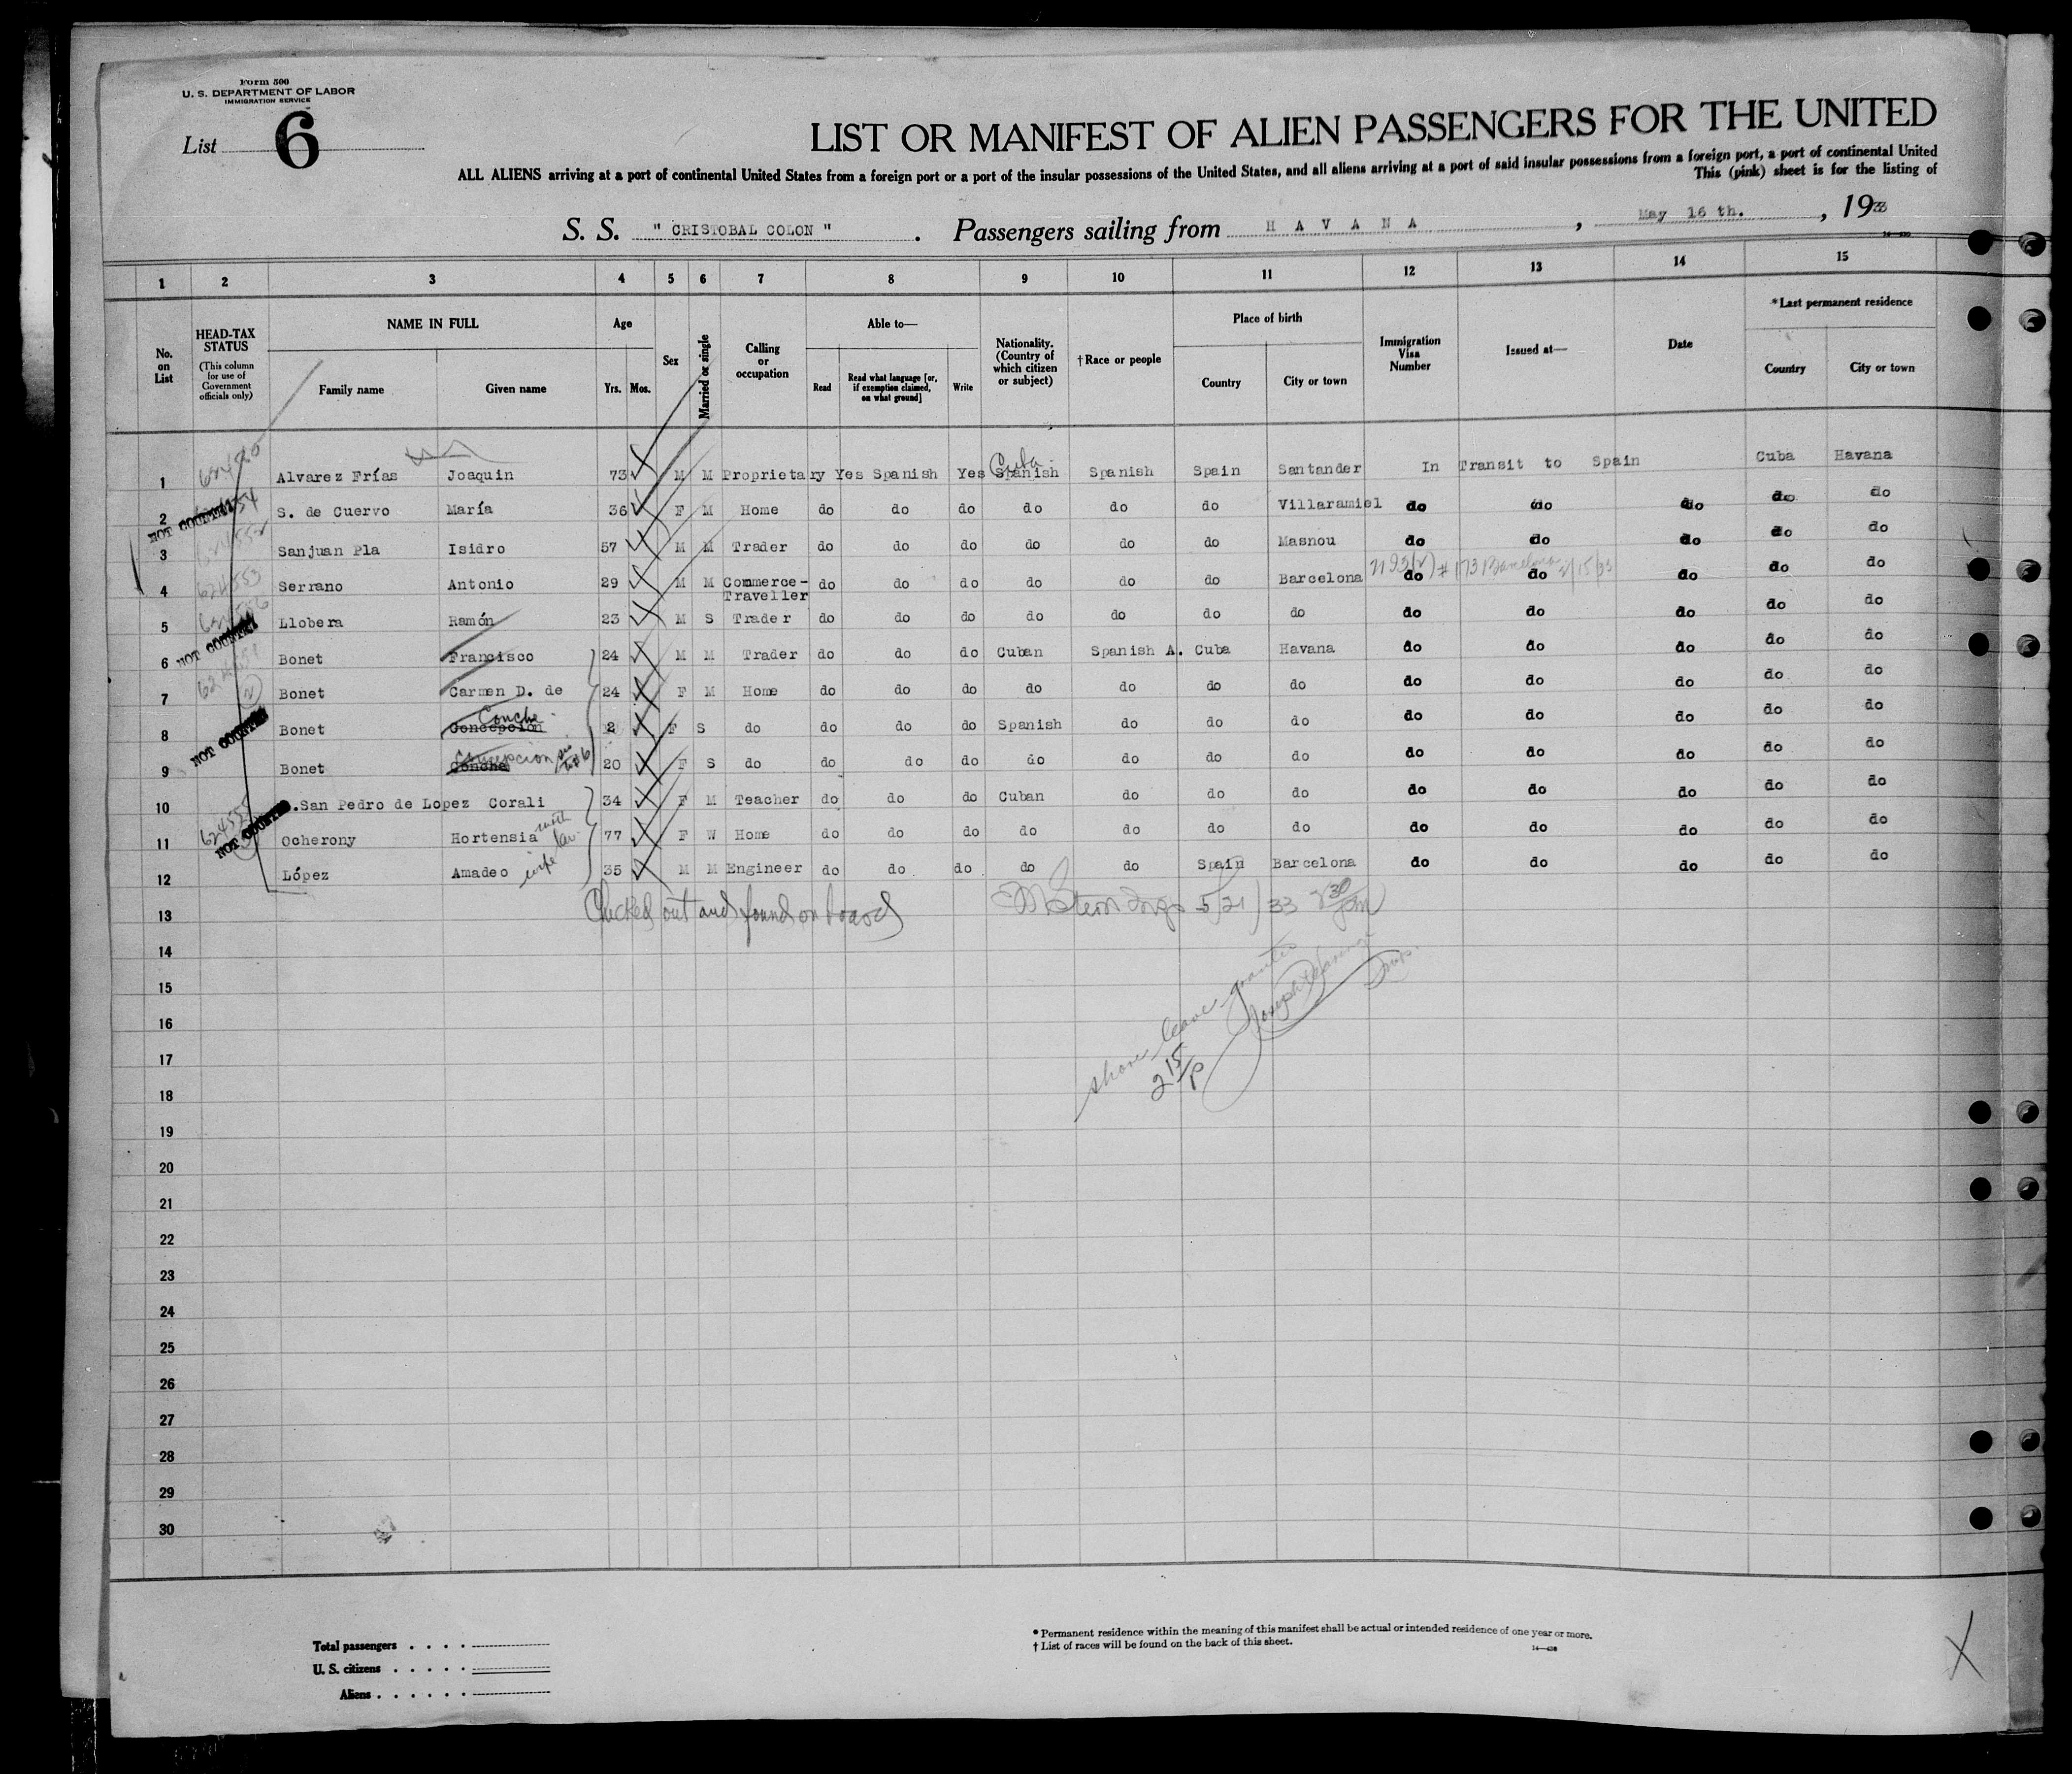 Form 500
U. S. DEPARTMENT OF LABOR
IMMIGRATION SERVICE
List 6
LIST OR MANIFEST OF ALIEN PASSENGERS FOR THE UNITED
ALL ALIENS arriving at a port of continental United States from a foreign port or a port of the insular possessions of the United States, and all aliens arriving at a port of said insular possessions from a foreign port, a port of continental United
This (pink) sheet is for the listing of
S. S. " CRISTOBAL COLON " . Passengers sailing from H A V A N A , May 16 th. , 1933
1 2 3 4 5 6 7 8 9 10 11 12 13 14 15
No. on List
HEAD-TAX STATUS (This column for use of Government officials only)
NAME IN FULL
Family name Given name
Age
Yrs. Mos.
Sex
Married or single
Calling or occupation
Able to—
Read Read what language [or, if exemption claimed, on what ground] Write
Nationality. (Country of which citizen or subject)
†Race or people
Place of birth
Country City or town
Immigration Visa Number
Issued at—
Date
*Last permanent residence
Country City or town
1 Alvarez Frías Joaquin 73 M M Proprietary Yes Spanish Yes Spanish Cuba Spanish Spain Santander In Transit to Spain Cuba Havana
2 NOT COUNTED S. de Cuervo María 36 F M Home do do do do do do Villaramiel do do do do do
3 Sanjuan Pla Isidro 57 M M Trader do do do do do do Masnou do do do do do
4 624553 Serrano Antonio 29 M M Commerce-Traveller do do do do do do Barcelona do do do do do
5 Llobera Ramón 23 M S Trader do do do do do do do do do do do do
6 NOT COUNTED Bonet Francisco 24 M M Trader do do do Cuban Spanish A. Cuba Havana do do do do do
7 Bonet Carmen D. de 24 F M Home do do do do do do do do do do do do
8 Bonet Concepción Conche 2 F S do do do do Spanish do do do do do do do do
9 NOT COUNTED Bonet Conche Concepcion 20 F S do do do do do do do do do do do do do
10 San Pedro de Lopez Corali 34 F M Teacher do do do Cuban do do do do do do do do
11 624555 NOT COUNTED Ocherony Hortensia 77 F W Home do do do do do do do do do do do do
12 López Amadeo wife 35 M M Engineer do do do do do Spain Barcelona do do do do do
13 Checked out and found on board 5/21/33
14
15
shore leave granted
16
17
2 15/P
18
19
20
21
22
23
24
25
26
27
28
29
30
Total passengers . . . .
U. S. citizens . . . . .
Aliens . . . . . .
* Permanent residence within the meaning of this manifest shall be actual or intended residence of one year or more.
† List of races will be found on the back of this sheet.